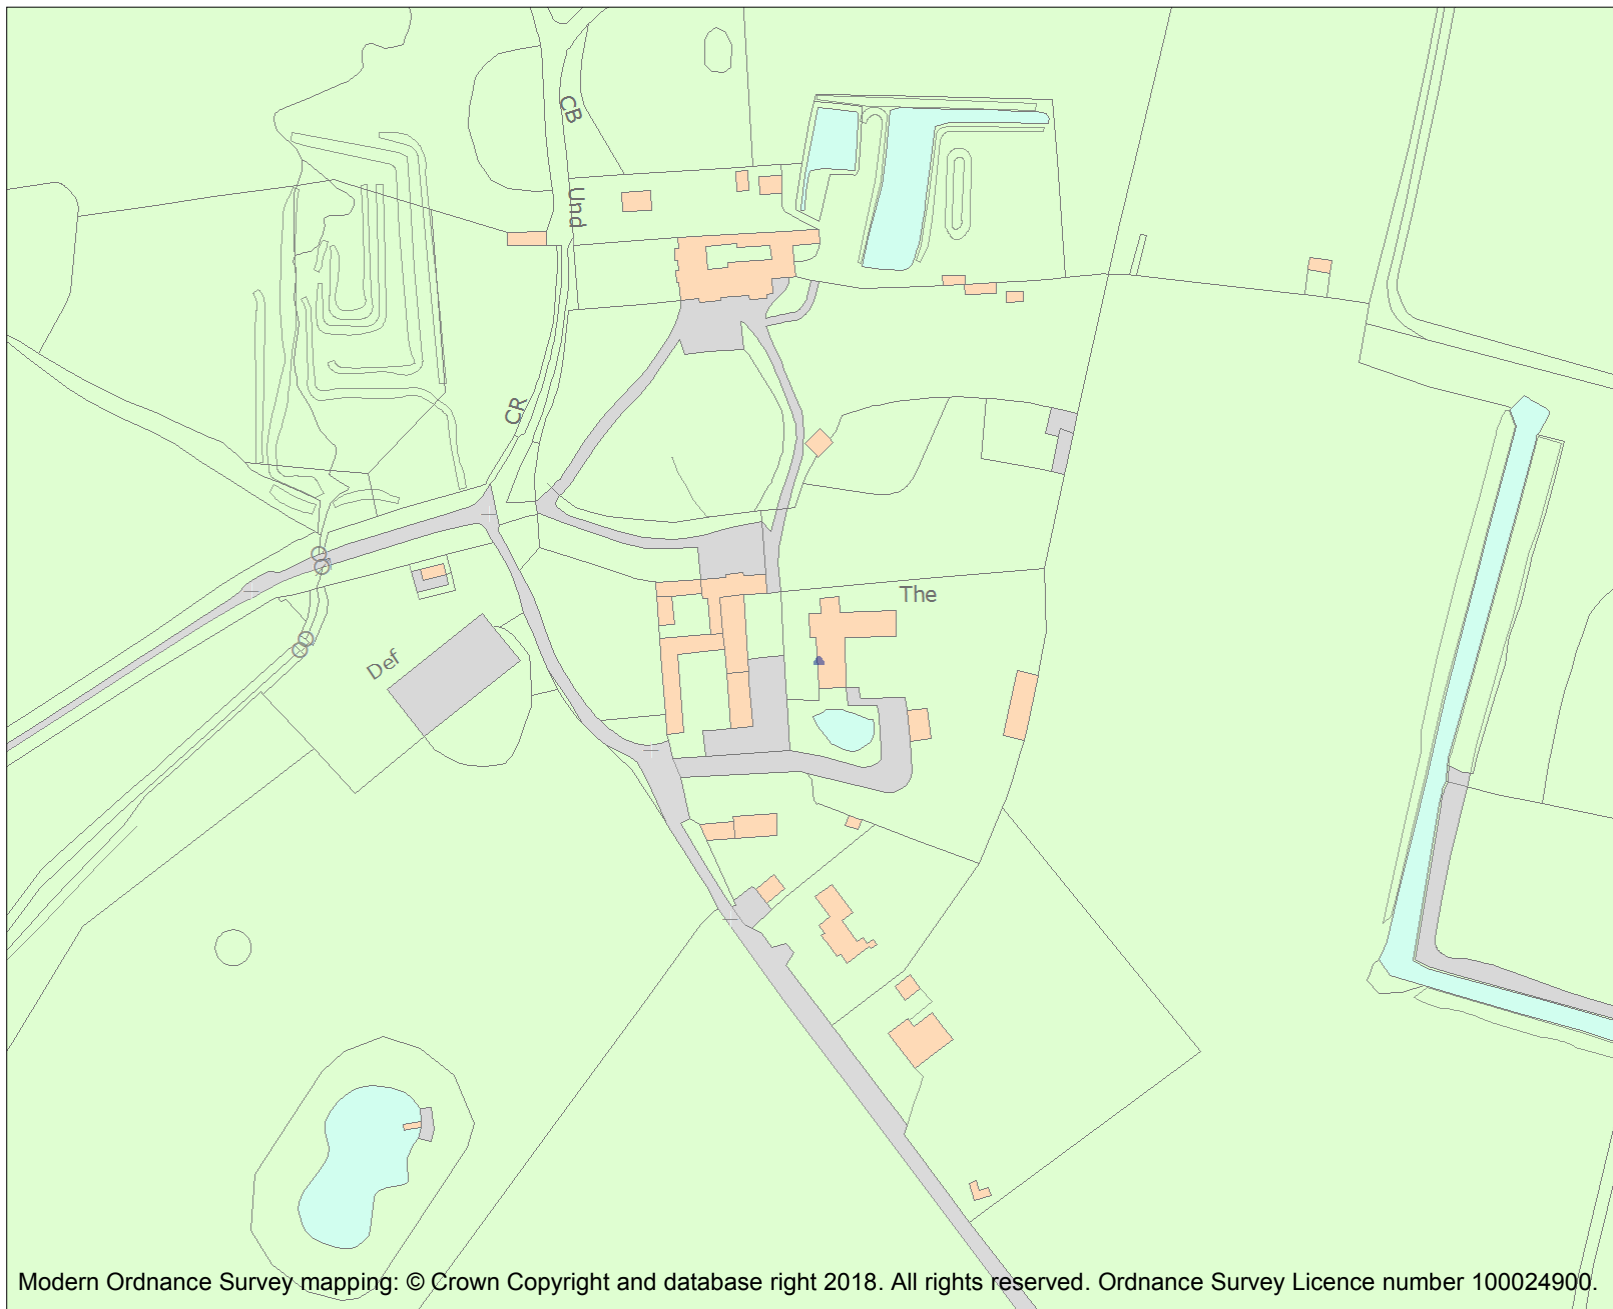 CB
Und
CR
The
Def
Modern Ordnance Survey mapping: © Crown Copyright and database right 2018. All rights reserved. Ordnance Survey Licence number 100024900.